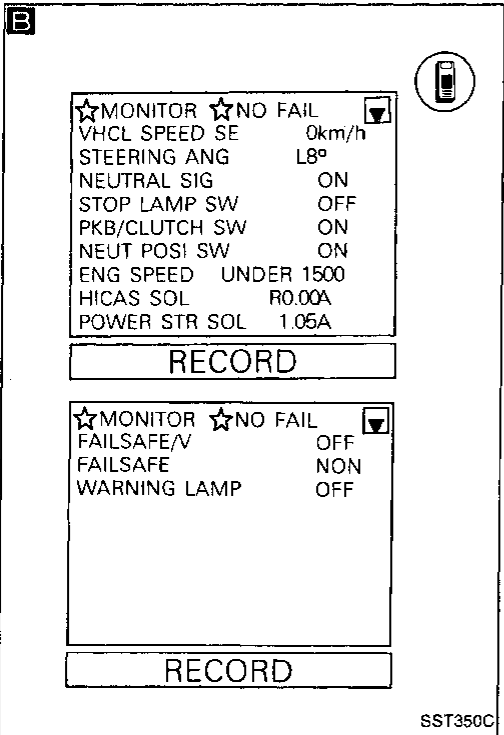 B
☆MONITOR ☆NO FAIL ▼
VHCL SPEED SE 0km/h
STEERING ANG L8º
NEUTRAL SIG ON
STOP LAMP SW OFF
PKB/CLUTCH SW ON
NEUT POSI SW ON
ENG SPEED UNDER 1500
HICAS SOL R0.00A
POWER STR SOL 1.05A
RECORD
☆MONITOR ☆NO FAIL ▼
FAILSAFE/V OFF
FAILSAFE NON
WARNING LAMP OFF
RECORD
SST350C